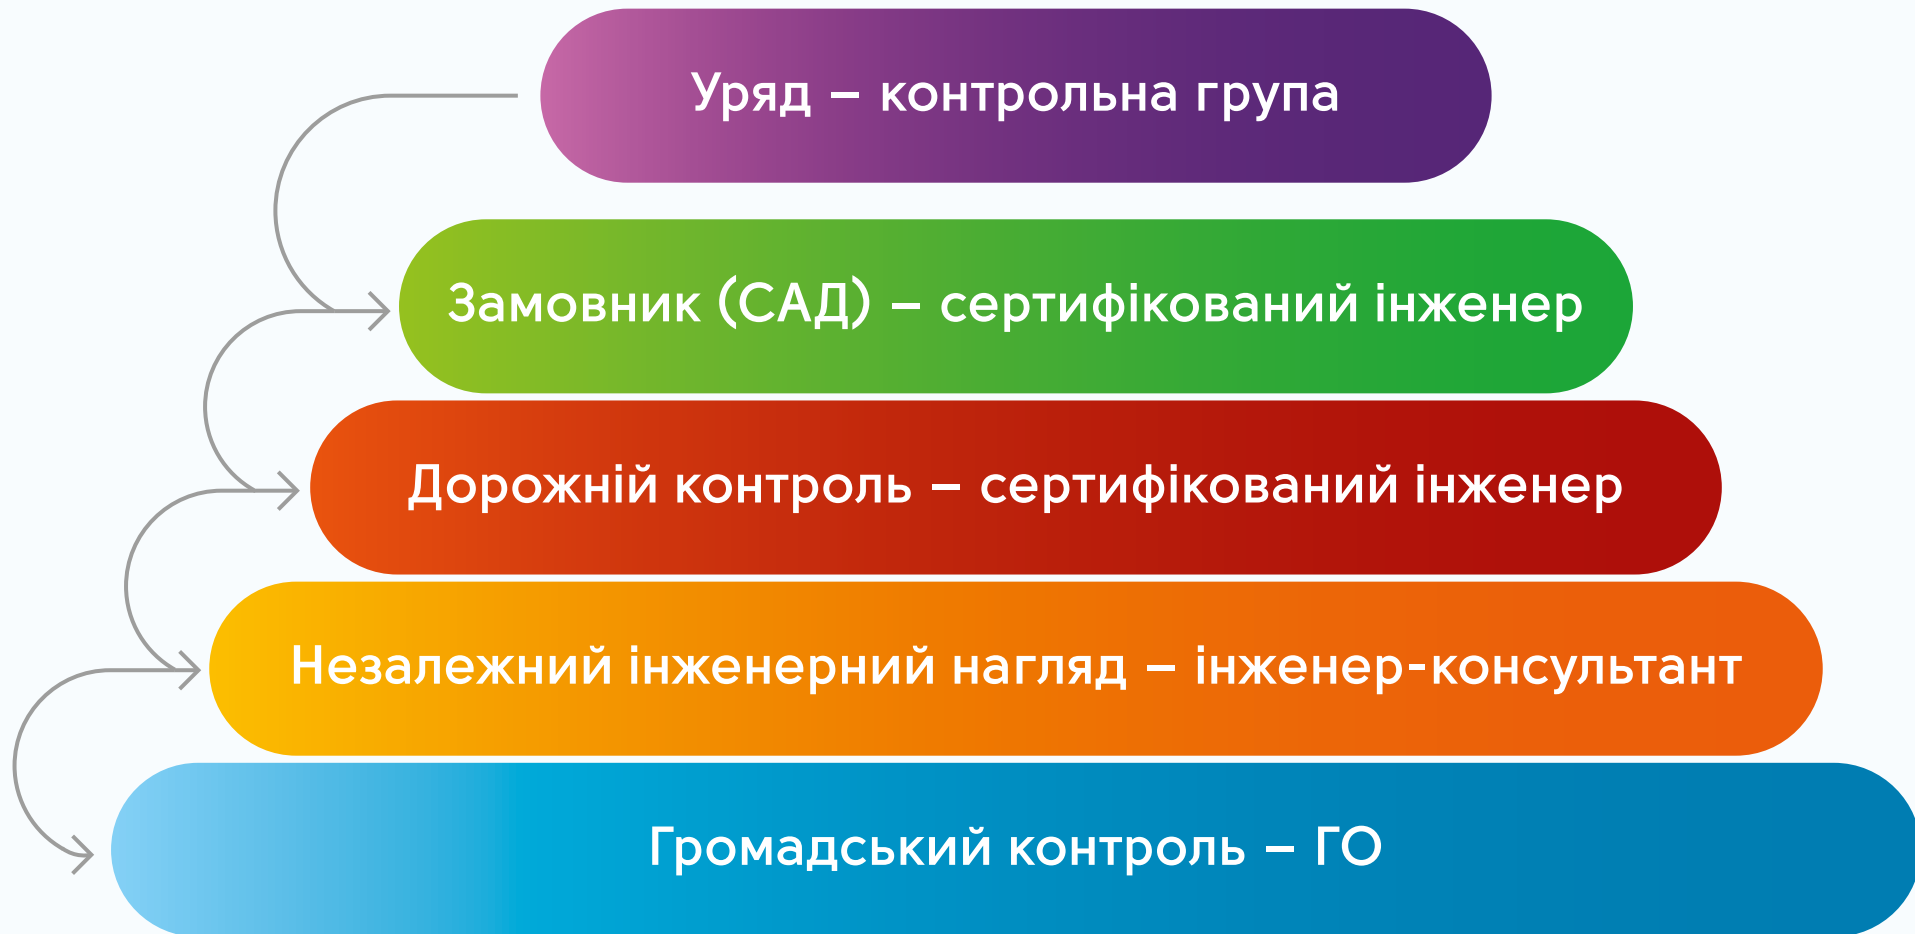 Уряд – контрольна група
Замовник (САД) – сертифікований інженер
Дорожній контроль – сертифікований інженер
Незалежний інженерний нагляд – інженер-консультант
Громадський контроль – ГО